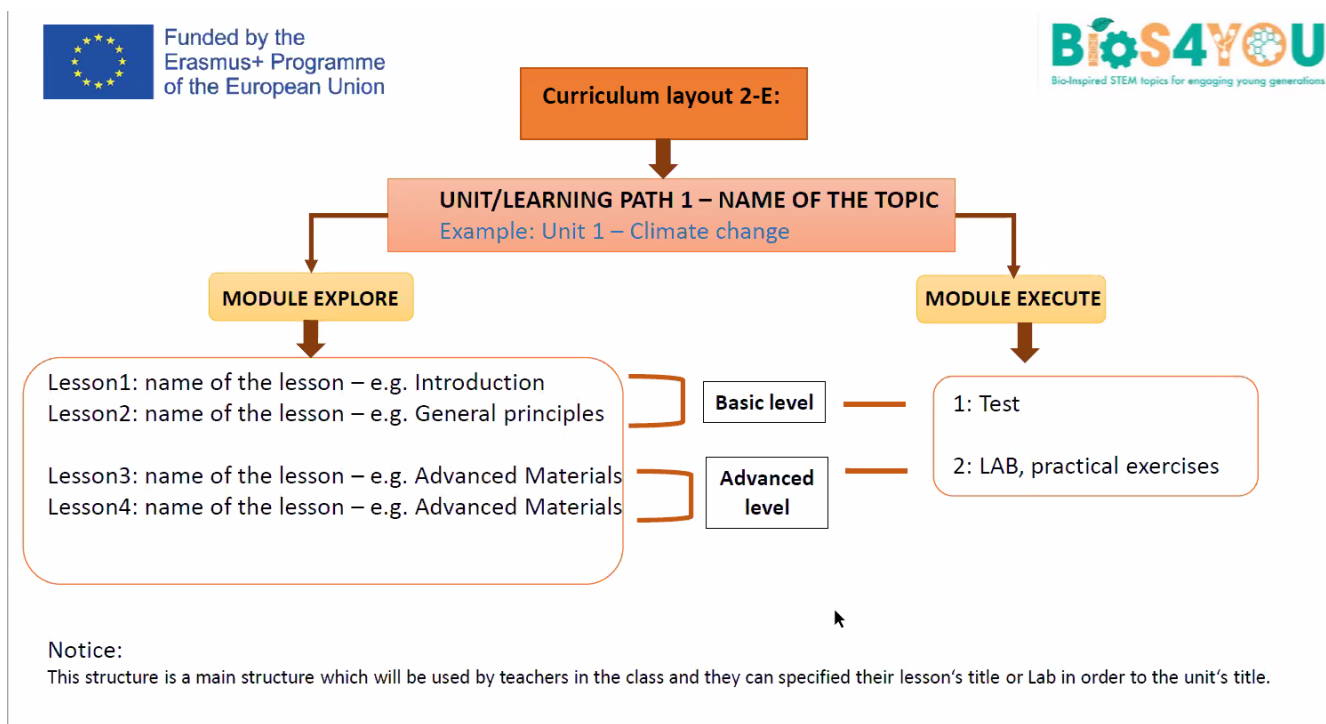 Funded by the
Erasmus+ Programme
of the European Union
BioS4YOU
Bio-Inspired STEM topics for engaging young generations
Curriculum layout 2-E:
UNIT/LEARNING PATH 1 – NAME OF THE TOPIC
Example: Unit 1 – Climate change
MODULE EXPLORE
MODULE EXECUTE
Lesson1: name of the lesson – e.g. Introduction
Lesson2: name of the lesson – e.g. General principles
Lesson3: name of the lesson – e.g. Advanced Materials
Lesson4: name of the lesson – e.g. Advanced Materials
Basic level
Advanced
level
1: Test
2: LAB, practical exercises
Notice:
This structure is a main structure which will be used by teachers in the class and they can specified their lesson's title or Lab in order to the unit's title.